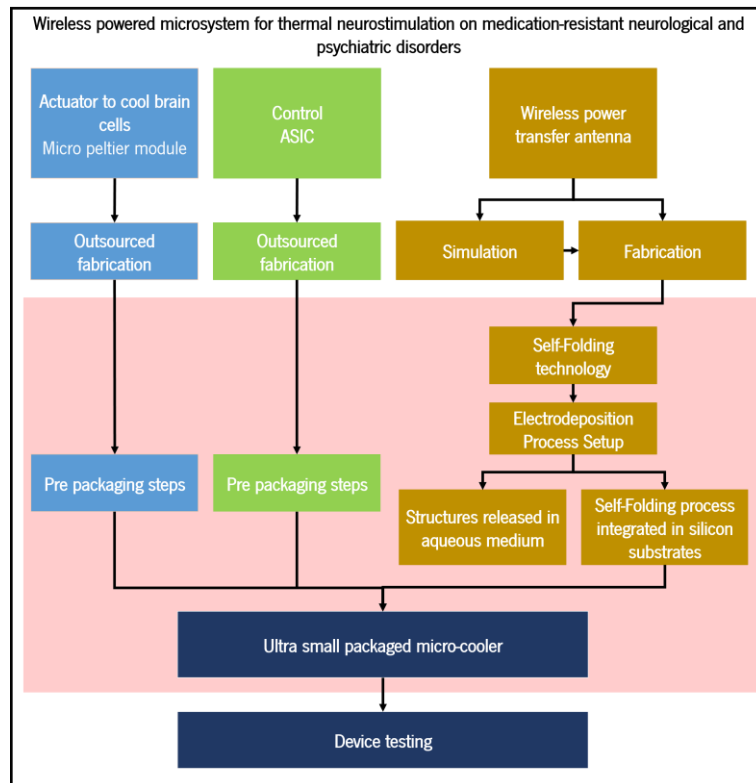 Wireless powered microsystem for thermal neurostimulation on medication-resistant neurological and
psychiatric disorders
Actuator to cool brain
cells
Micro peltier module
Control
ASIC
Wireless power
transfer antenna
Outsourced
fabrication
Outsourced
fabrication
Simulation
Fabrication
Self-Folding
technology
Electrodeposition
Process Setup
Pre packaging steps
Pre packaging steps
Structures released in
aqueous medium
Self-Folding process
integrated in silicon
substrates
Ultra small packaged micro-cooler
Device testing